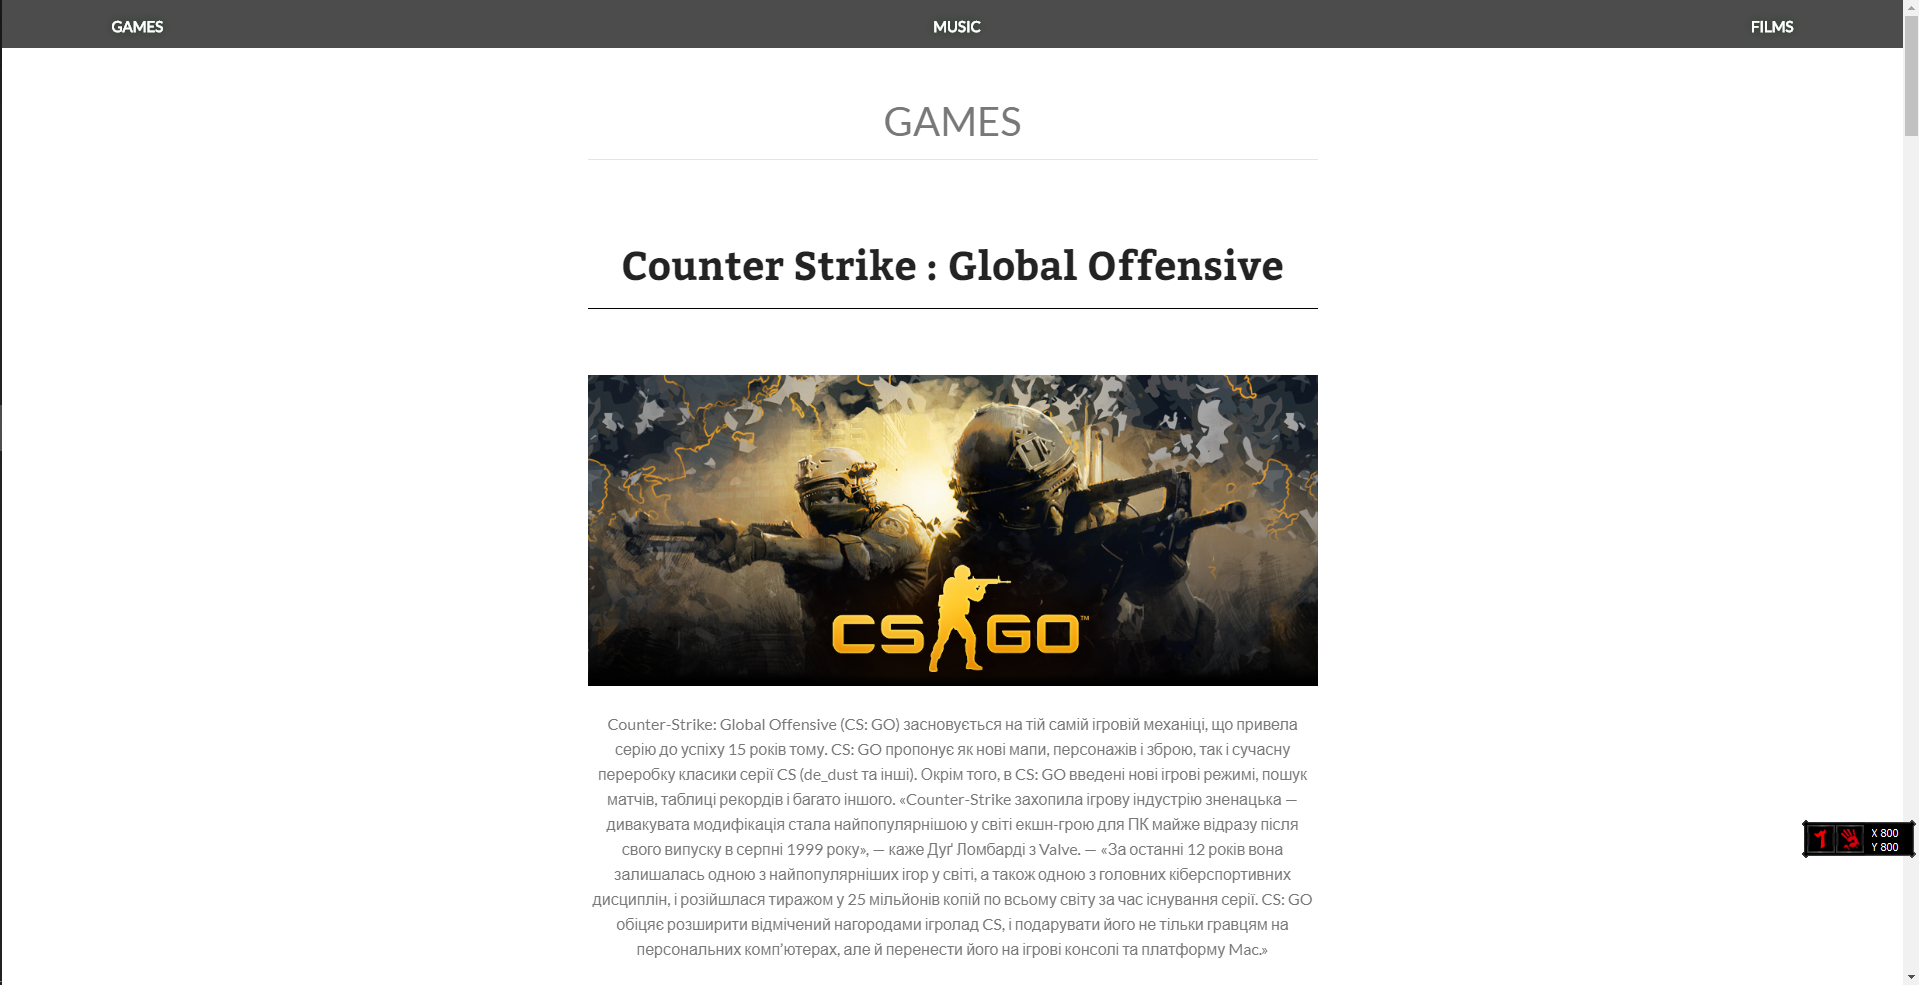 GAMES MUSIC FILMS
GAMES
Counter Strike : Global Offensive
CS GO™
Counter-Strike: Global Offensive (CS: GO) засновується на тій самій ігровій механіці, що привела
серію до успіху 15 років тому. CS: GO пропонує як нові мапи, персонажів і зброю, так і сучасну
переробку класики серії CS (de_dust та інші). Окрім того, в CS: GO введені нові ігрові режимі, пошук
матчів, таблиці рекордів і багато іншого. «Counter-Strike захопила ігрову індустрію зненацька —
дивакувата модифікація стала найпопулярнішою у світі екшн-грою для ПК майже відразу після
свого випуску в серпні 1999 року», — каже Дуґ Ломбарді з Valve. — «За останні 12 років вона
залишалась одною з найпопулярніших ігор у світі, а також одною з головних кіберспортивних
дисциплін, і розійшлася тиражом у 25 мільйонів копій по всьому світу за час існування серії. CS: GO
обіцяє розширити відмічений нагородами ігролад CS, і подарувати його не тільки гравцям на
персональних комп'ютерах, але й перенести його на ігрові консолі та платформу Mac.»
X 800
Y 800